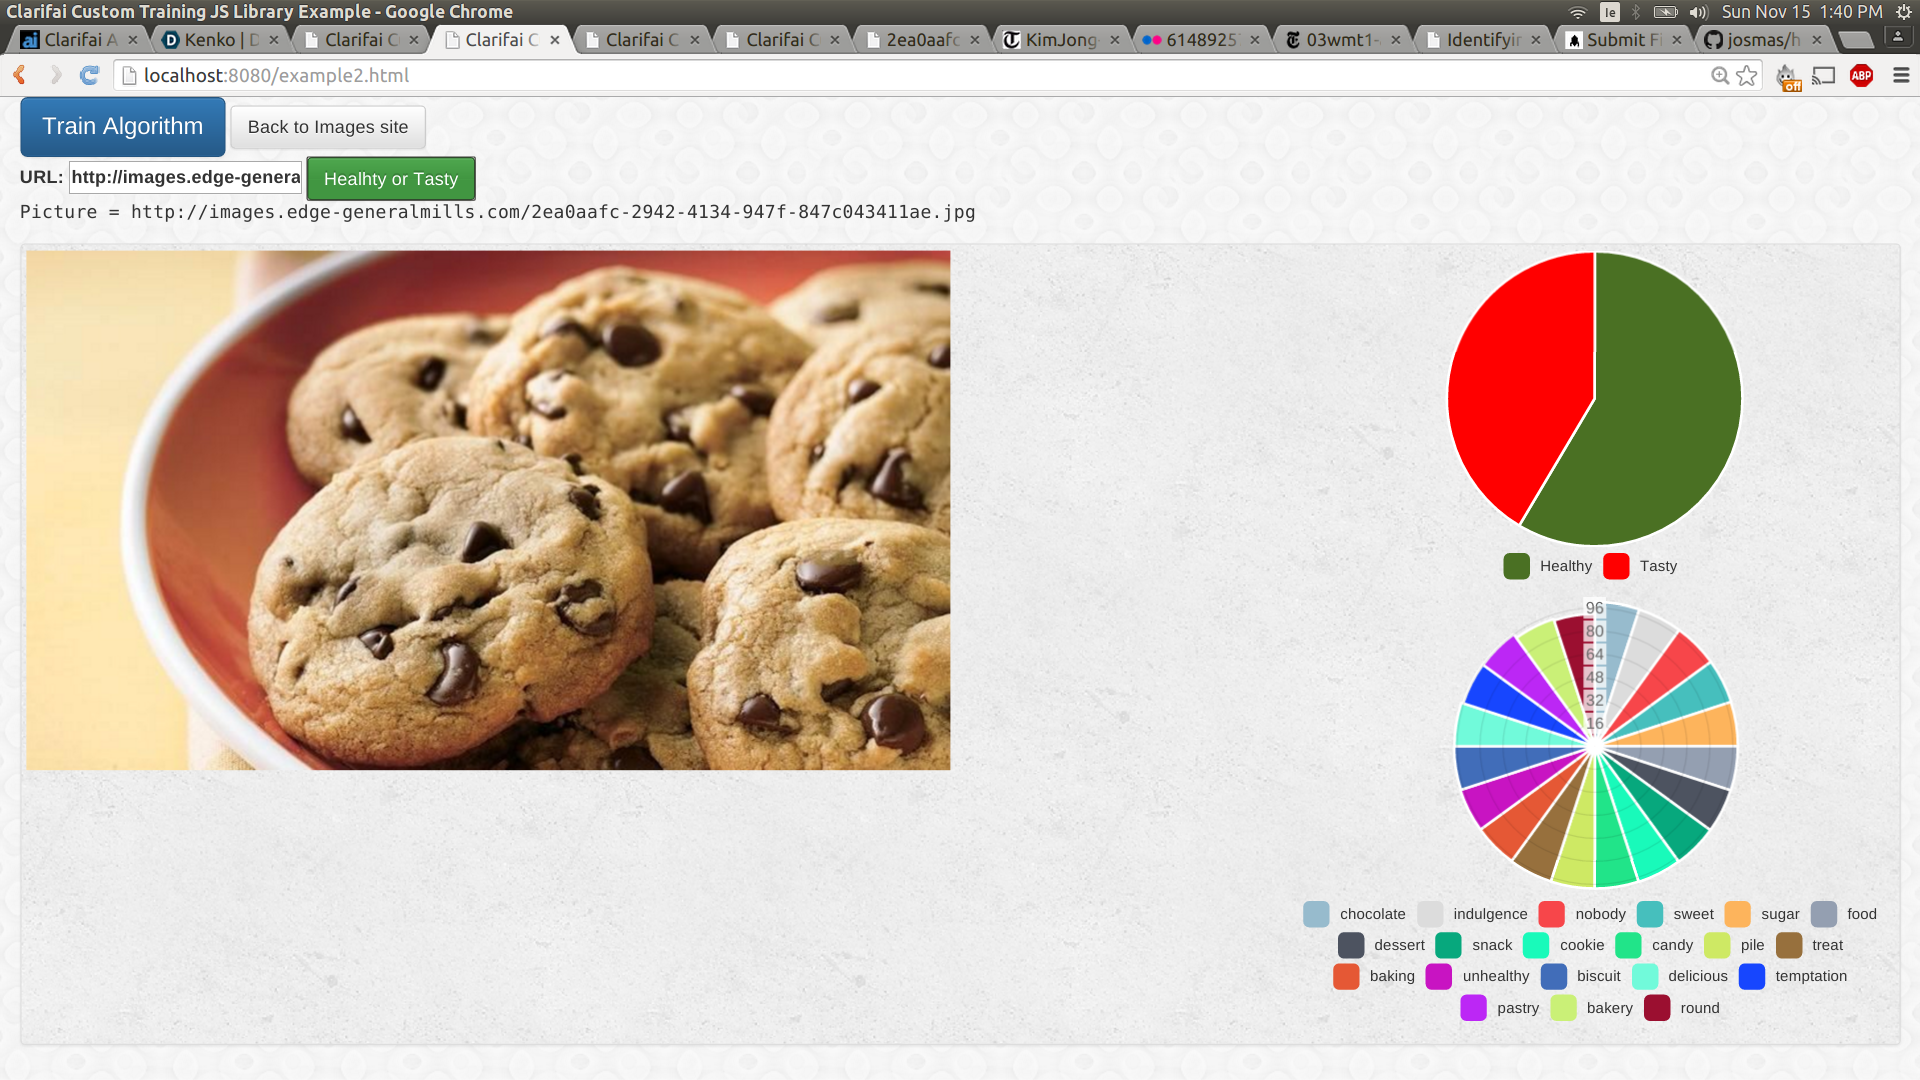 Clarifai Custom Training JS Library Example - Google Chrome
Ie
Sun Nov 15 1:40 PM
ai Clarifai A
D Kenko | D
Clarifai C
Clarifai C
Clarifai C
Clarifai C
2ea0aafc
KimJong-
6148925
03wmt1-
Identifyin
Submit Fi
josmas/h
localhost:8080/example2.html
off
ABP
Train Algorithm
Back to Images site
URL: http://images.edge-genera
Healhty or Tasty
Picture = http://images.edge-generalmills.com/2ea0aafc-2942-4134-947f-847c043411ae.jpg
Healthy Tasty
96
80
64
48
32
16
chocolate indulgence nobody sweet sugar food
dessert snack cookie candy pile treat
baking unhealthy biscuit delicious temptation
pastry bakery round